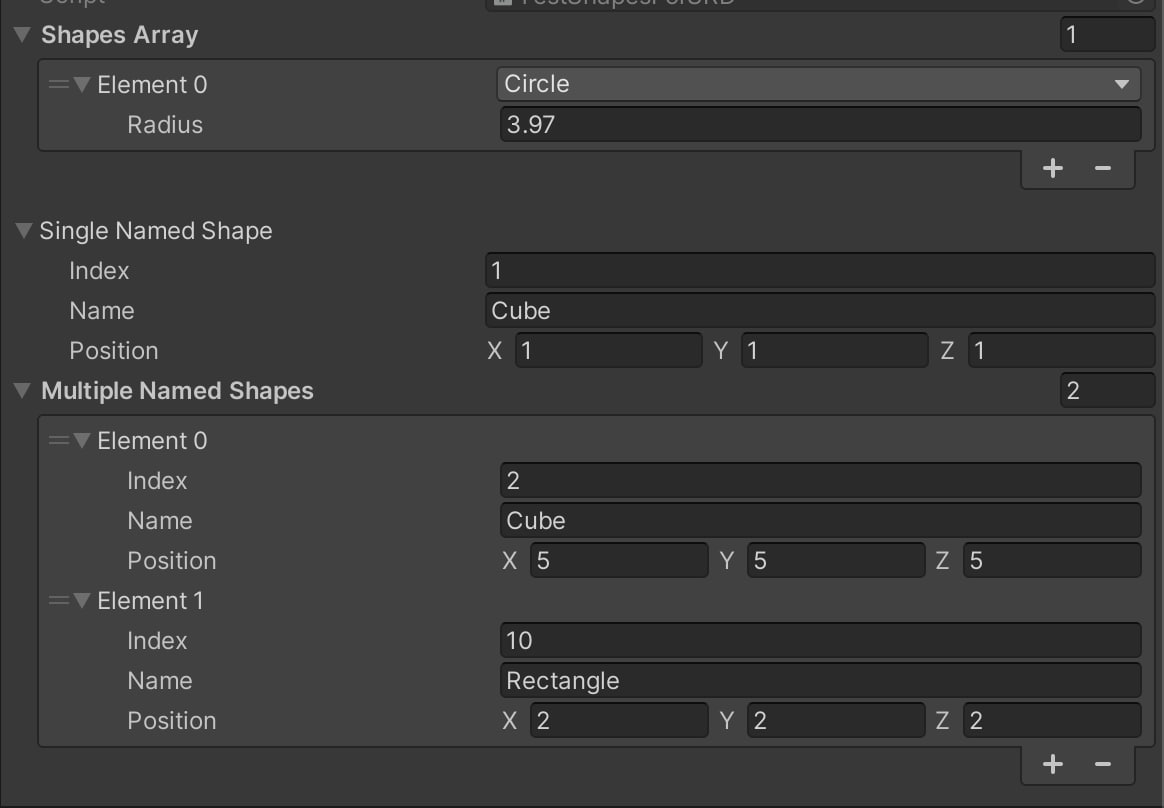 Shapes Array 1
Element 0 Circle
Radius 3.97
Single Named Shape
Index 1
Name Cube
Position X 1 Y 1 Z 1
Multiple Named Shapes 2
Element 0
Index 2
Name Cube
Position X 5 Y 5 Z 5
Element 1
Index 10
Name Rectangle
Position X 2 Y 2 Z 2